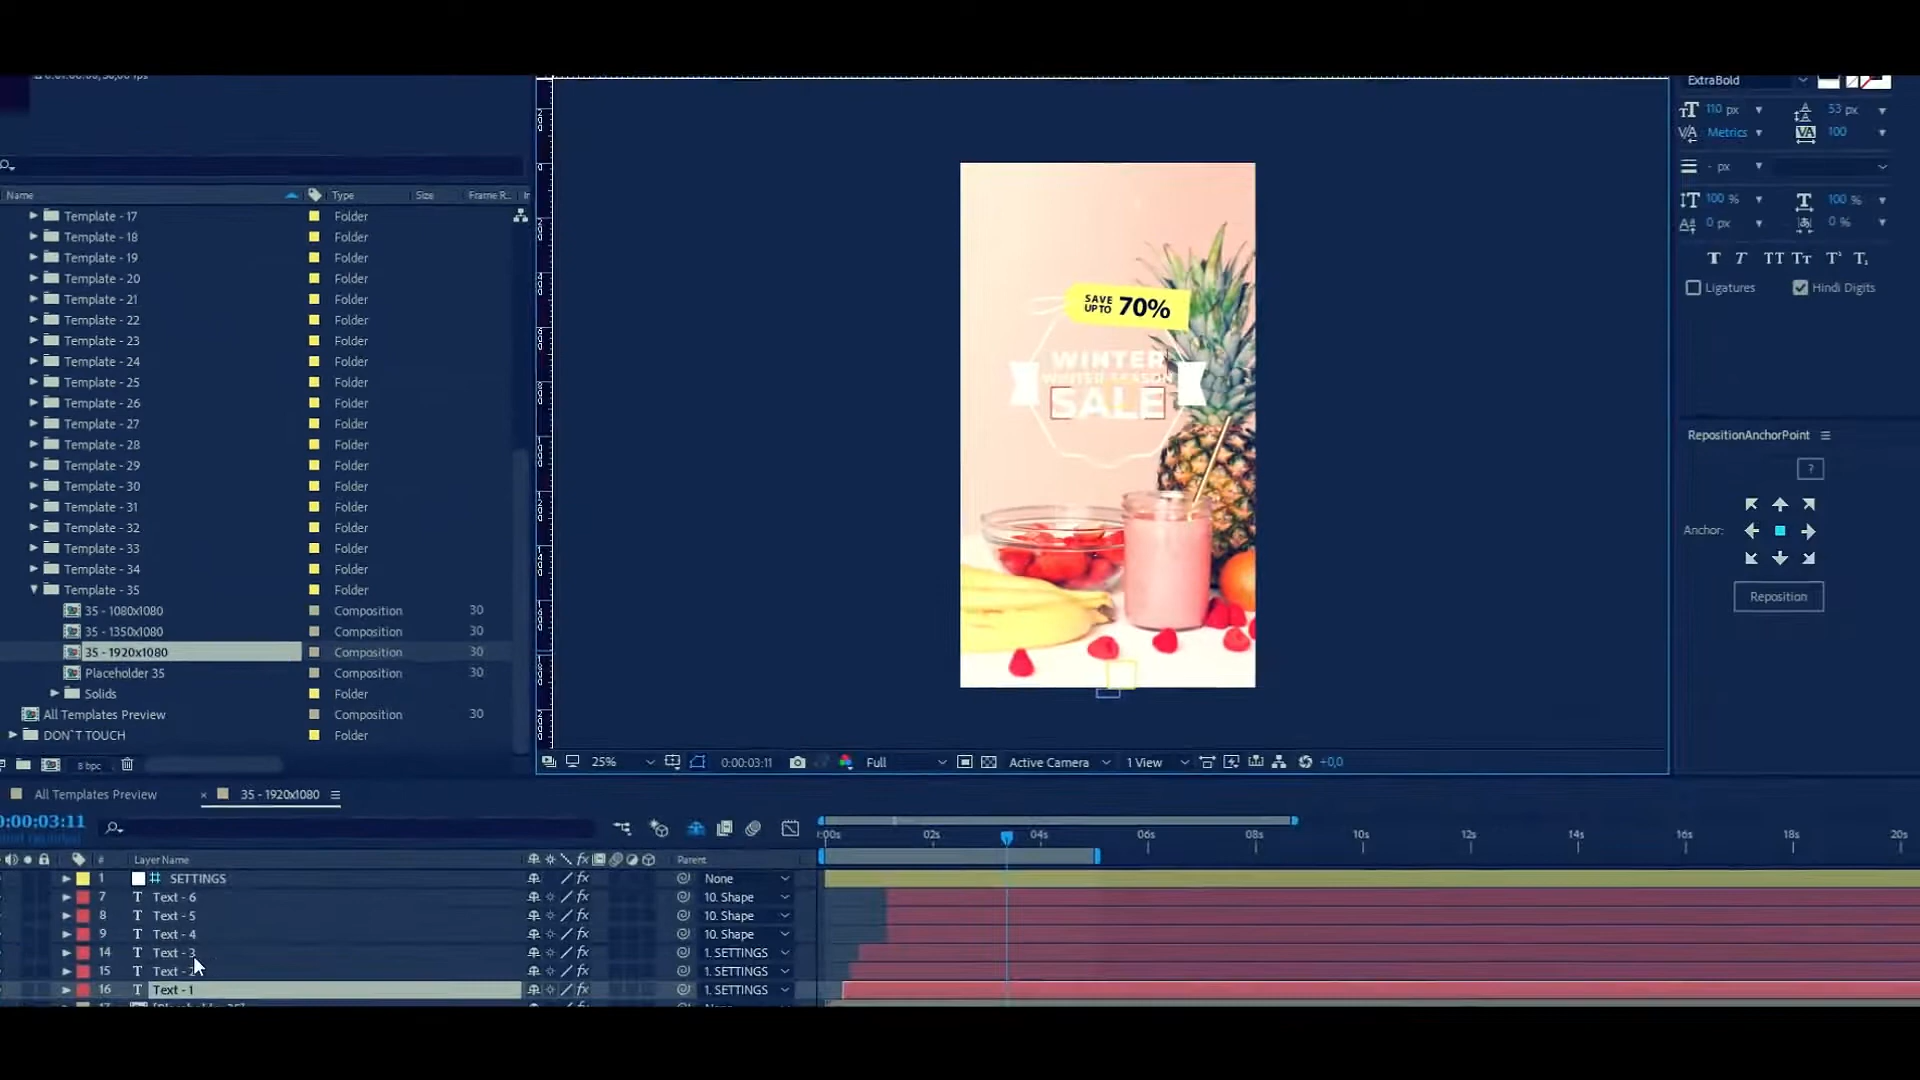 ExtraBold
110 px
53 px
Metrics
100
- px
100 %
100 %
0 px
0 %
Ligatures
Hindi Digits
RepositionAnchorPoint
?
Anchor:
Reposition
Name
Type
Size
Frame R..
Template - 17 Folder
Template - 18 Folder
Template - 19 Folder
Template - 20 Folder
Template - 21 Folder
Template - 22 Folder
Template - 23 Folder
Template - 24 Folder
Template - 25 Folder
Template - 26 Folder
Template - 27 Folder
Template - 28 Folder
Template - 29 Folder
Template - 30 Folder
Template - 31 Folder
Template - 32 Folder
Template - 33 Folder
Template - 34 Folder
Template - 35 Folder
35 - 1080x1080 Composition 30
35 - 1350x1080 Composition 30
35 - 1920x1080 Composition 30
Placeholder 35 Composition 30
Solids Folder
All Templates Preview Composition 30
DON`T TOUCH Folder
8 bpc
SAVE
UP TO 70%
WINTER
WINTER SEASON
SALE
25%
0:00:03:11
Full
Active Camera
1 View
+0,0
All Templates Preview
35 - 1920x1080
0:00:03:11
:00s 02s 04s 06s 08s 10s 12s 14s 16s 18s 20s
# Layer Name Parent
1 SETTINGS None
7 Text - 6 10. Shape
8 Text - 5 10. Shape
9 Text - 4 10. Shape
14 Text - 3 1. SETTINGS
15 Text - 2 1. SETTINGS
16 Text - 1 1. SETTINGS